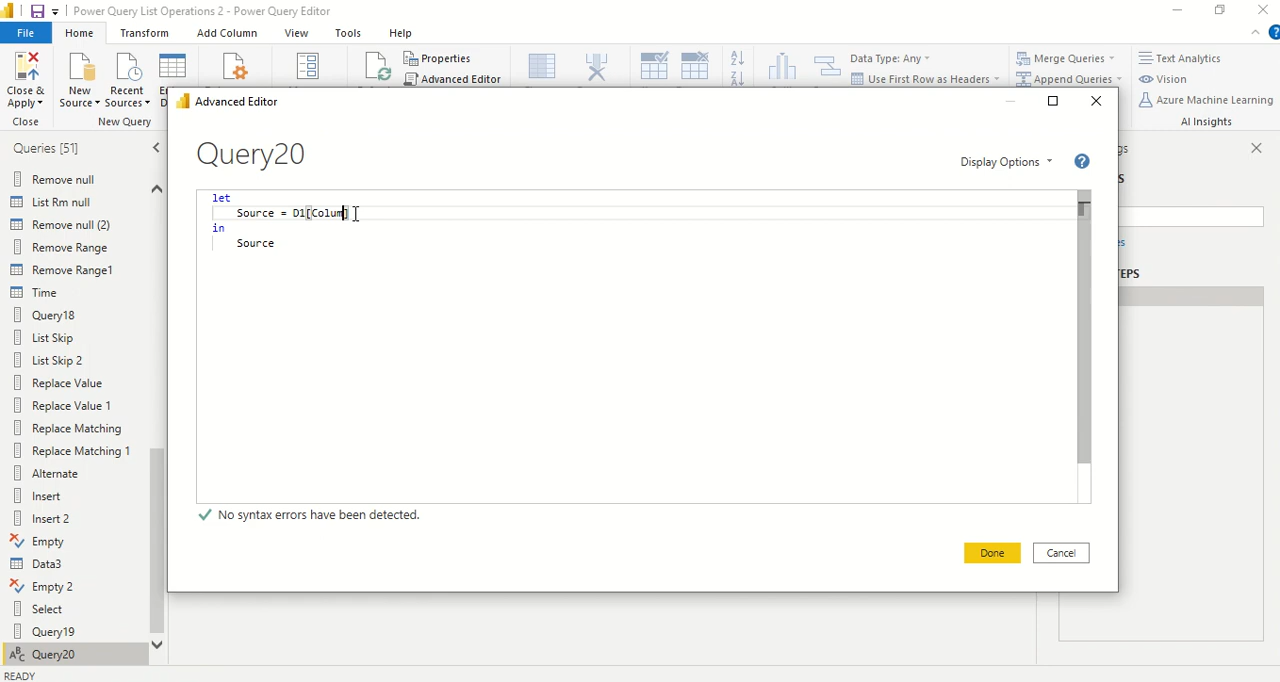 Power Query List Operations 2 - Power Query Editor
File
Home
Transform
Add Column
View
Tools
Help
Close &
Apply
New
Source
Recent
Sources
Properties
Advanced Editor
Data Type: Any
Use First Row as Headers
Merge Queries
Append Queries
Text Analytics
Vision
Azure Machine Learning
Close
New Query
AI Insights
Queries [51]
Remove null
List Rm null
Remove null (2)
Remove Range
Remove Range1
Time
Query18
List Skip
List Skip 2
Replace Value
Replace Value 1
Replace Matching
Replace Matching 1
Alternate
Insert
Insert 2
Empty
Data3
Empty 2
Select
Query19
Query20
READY
Advanced Editor
Query20
Display Options
let
Source = D1[Colum]
in
Source
No syntax errors have been detected.
Done
Cancel